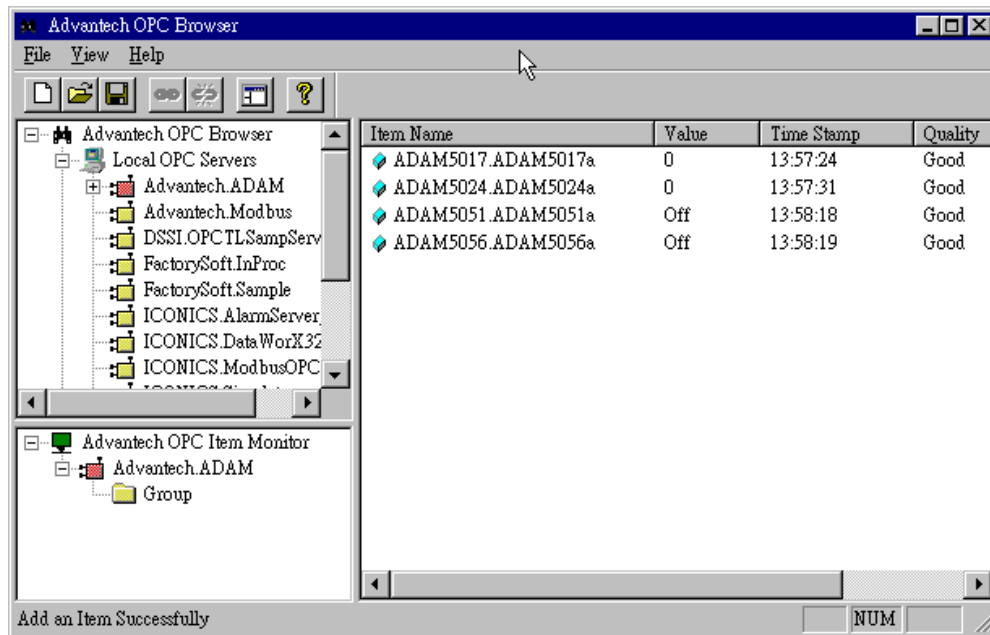 Advantech OPC Browser
File View Help
Advantech OPC Browser
Local OPC Servers
Advantech.ADAM
Advantech.Modbus
DSSI.OPCTLSampServ
FactorySoft.InProc
FactorySoft.Sample
ICONICS.AlarmServer_
ICONICS.DataWorX32
ICONICS.ModbusOPC
Advantech OPC Item Monitor
Advantech.ADAM
Group
Item Name Value Time Stamp Quality
ADAM5017.ADAM5017a 0 13:57:24 Good
ADAM5024.ADAM5024a 0 13:57:31 Good
ADAM5051.ADAM5051a Off 13:58:18 Good
ADAM5056.ADAM5056a Off 13:58:19 Good
Add an Item Successfully
NUM